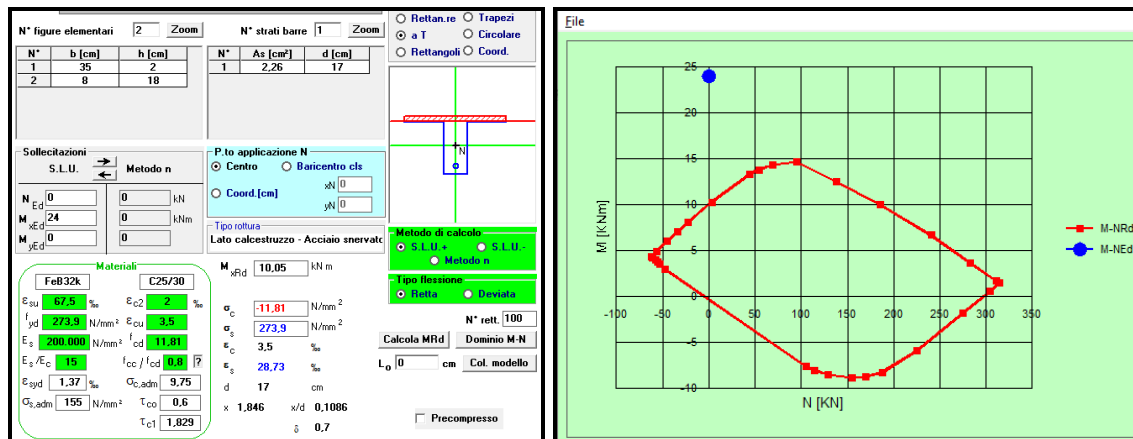 N° figure elementari 2 Zoom N° strati barre 1 Zoom
N° b [cm] h [cm]
1 35 2
2 8 18
N° As [cm²] d [cm]
1 2,26 17
Rettan.re Trapezi
a T Circolare
Rettangoli Coord.
N
Sollecitazioni
S.L.U. Metodo n
N Ed 0 0 kN
M xEd 24 0 kNm
M yEd 0 0
P.to applicazione N
Centro Baricentro cls
Coord.[cm] xN 0
yN 0
Tipo rottura
Lato calcestruzzo - Acciaio snervato
Metodo di calcolo
S.L.U.+ S.L.U.-
Metodo n
Tipo flessione
Retta Deviata
Materiali
FeB32k C25/30
εsu 67,5 ‰ εc2 2 ‰
fyd 273,9 N/mm² εcu 3,5
Es 200.000 N/mm² fcd 11,81
Es/Ec 15 fcc / fcd 0,8 ?
εsyd 1,37 ‰ σc,adm 9,75
σs,adm 155 N/mm² τco 0,6
τc1 1,829
M xRd 10,05 kN m
σc -11,81 N/mm²
σs 273,9 N/mm²
εc 3,5 ‰
εs 28,73 ‰
d 17 cm
x 1,846 x/d 0,1086
δ 0,7
N° rett. 100
Calcola MRd Dominio M-N
Lo 0 cm Col. modello
Precompresso
File
M [KNm]
25
20
15
10
5
0
-5
-10
-100 -50 0 50 100 150 200 250 300 350
N [KN]
M-NRd
M-NEd